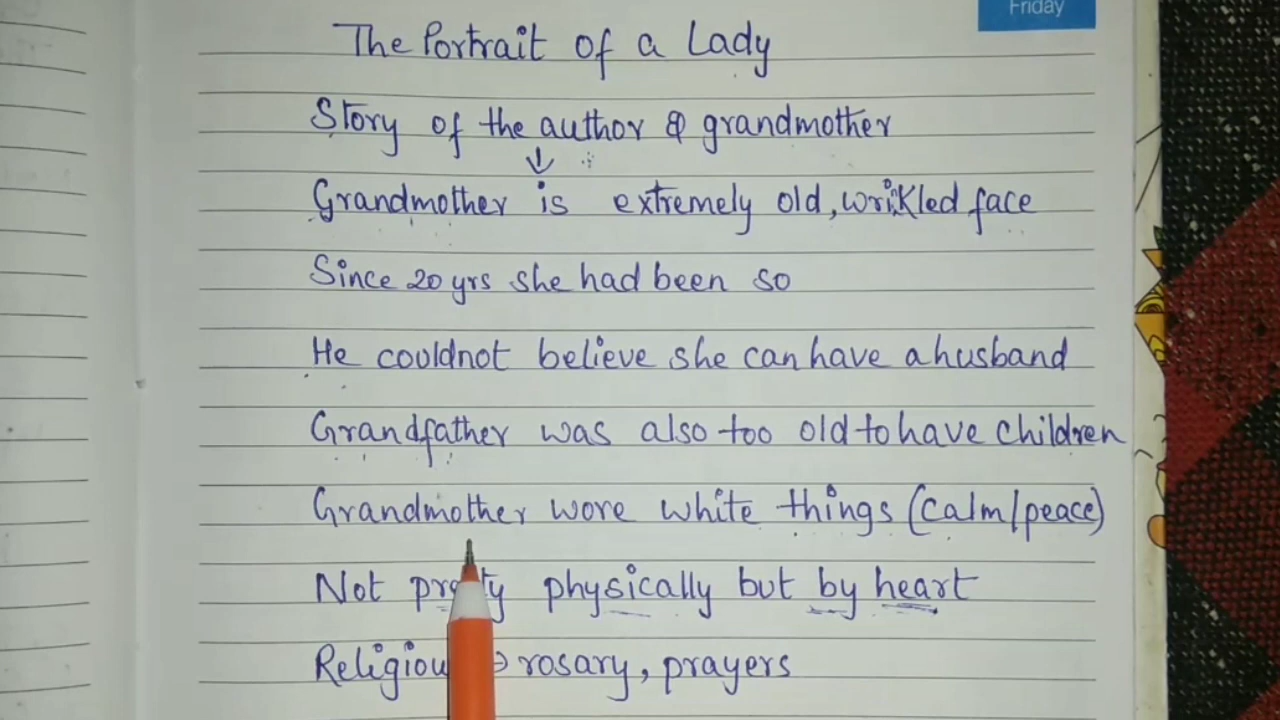 Friday
The Portrait of a Lady
Story of the author & grandmother
↓
Grandmother is extremely old, wrikled face
Since 20 yrs she had been so
He couldnot believe she can have a husband
Grandfather was also too old to have children
Grandmother wore white things (calm/peace)
Not pretty physically but by heart
Religiou rosary, prayers